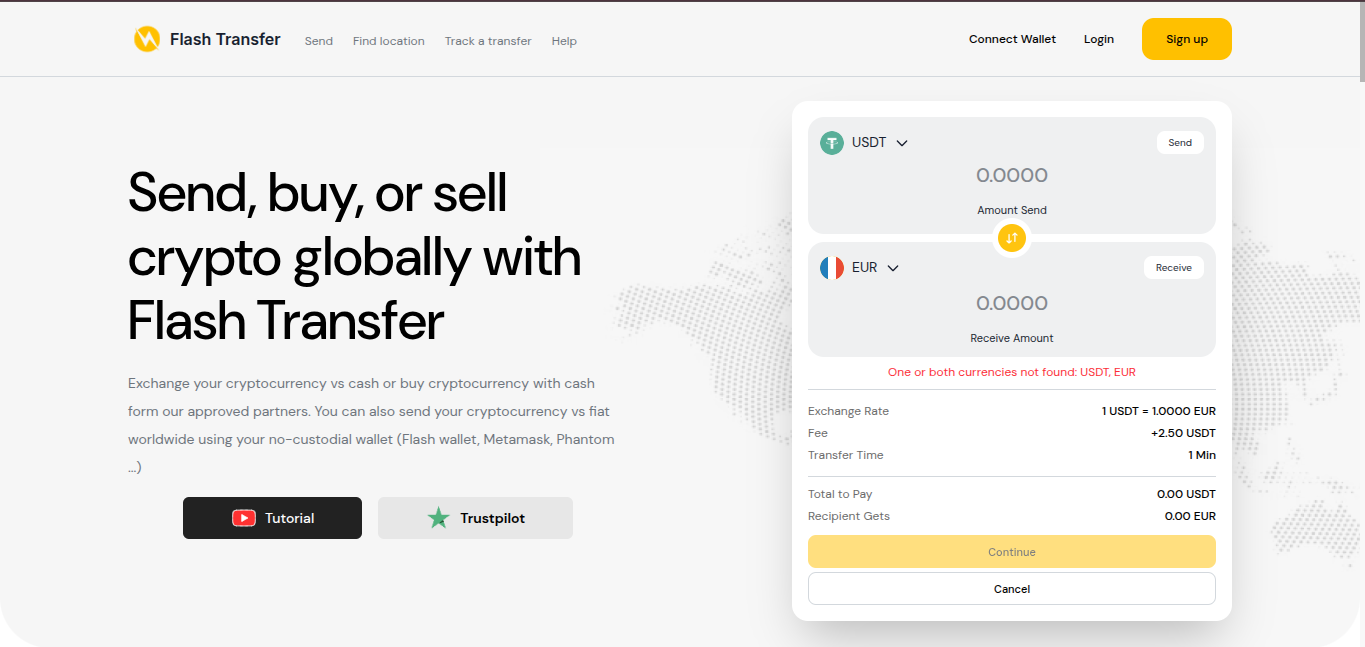 Flash Transfer
Send
Find location
Track a transfer
Help
Connect Wallet
Login
Sign up
Send, buy, or sell
crypto globally with
Flash Transfer
Exchange your cryptocurrency vs cash or buy cryptocurrency with cash
form our approved partners. You can also send your cryptocurrency vs fiat
worldwide using your no-custodial wallet (Flash wallet, Metamask, Phantom
...)
Tutorial
Trustpilot
USDT
Send
0.0000
Amount Send
EUR
Receive
0.0000
Receive Amount
One or both currencies not found: USDT, EUR
Exchange Rate 1 USDT = 1.0000 EUR
Fee +2.50 USDT
Transfer Time 1 Min
Total to Pay 0.00 USDT
Recipient Gets 0.00 EUR
Continue
Cancel